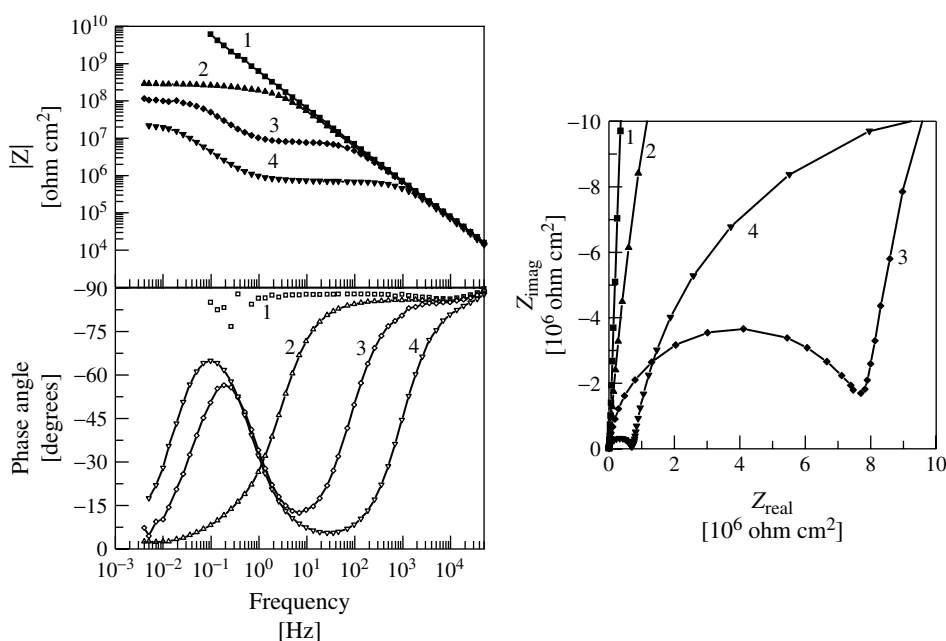 10^10
10^9
10^8
10^7
10^6
10^5
10^4
|Z|
[ohm cm^2]
1
2
3
4
-90
-75
-60
-45
-30
-15
0
Phase angle
[degrees]
1
2
3
4
10^-3 10^-2 10^-1 10^0 10^1 10^2 10^3 10^4
Frequency
[Hz]
-10
-8
-6
-4
-2
0
Z_imag
[10^6 ohm cm^2]
1
2
4
3
0 2 4 6 8 10
Z_real
[10^6 ohm cm^2]